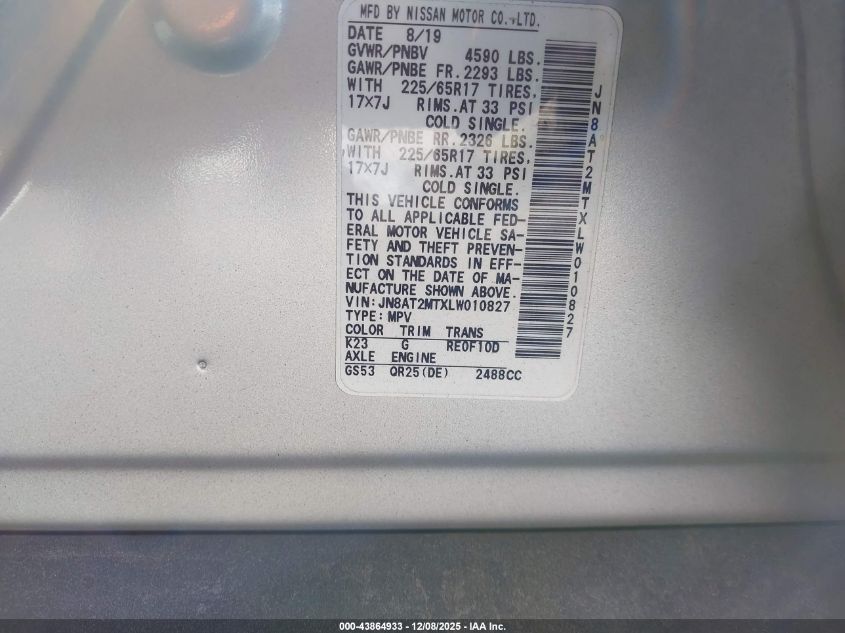 MFD BY NISSAN MOTOR CO.,LTD.
DATE 8/19
GVWR/PNBV 4590 LBS.
GAWR/PNBE FR. 2293 LBS.
WITH 225/65R17 TIRES,
17X7J RIMS. AT 33 PSI
COLD SINGLE.
GAWR/PNBE RR. 2326 LBS.
WITH 225/65R17 TIRES,
17X7J RIMS. AT 33 PSI
COLD SINGLE.
THIS VEHICLE CONFORMS
TO ALL APPLICABLE FED-
ERAL MOTOR VEHICLE SA-
FETY AND THEFT PREVEN-
TION STANDARDS IN EFF-
ECT ON THE DATE OF MA-
NUFACTURE SHOWN ABOVE.
VIN:JN8AT2MTXLW010827
TYPE:MPV
COLOR TRIM TRANS
K23 G RE0F10D
AXLE ENGINE
GS53 QR25(DE) 2488CC
JN8AT2MTXLW010827
000-43864933 — 12/08/2025 — IAA Inc.